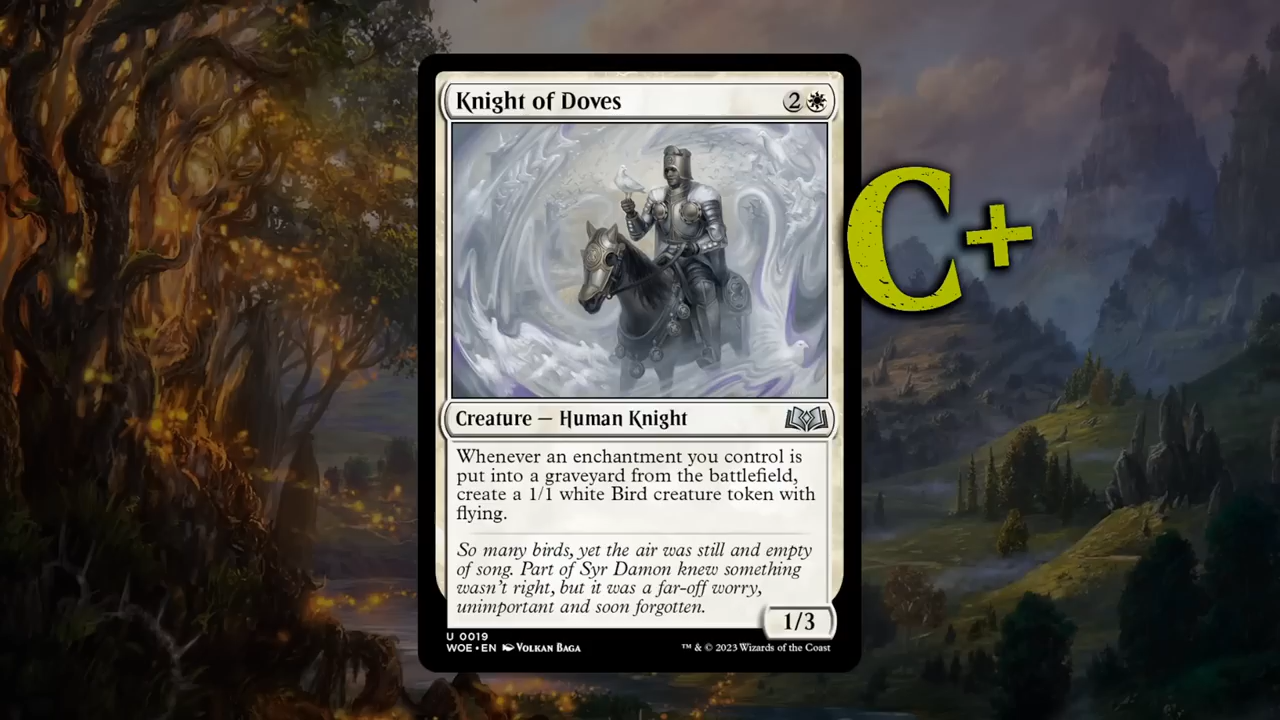 Knight of Doves 2
C+
Creature — Human Knight
Whenever an enchantment you control is
put into a graveyard from the battlefield,
create a 1/1 white Bird creature token with
flying.
So many birds, yet the air was still and empty
of song. Part of Syr Damon knew something
wasn't right, but it was a far-off worry,
unimportant and soon forgotten.
1/3
U 0019
WOE • EN Volkan Baga
™ & © 2023 Wizards of the Coast